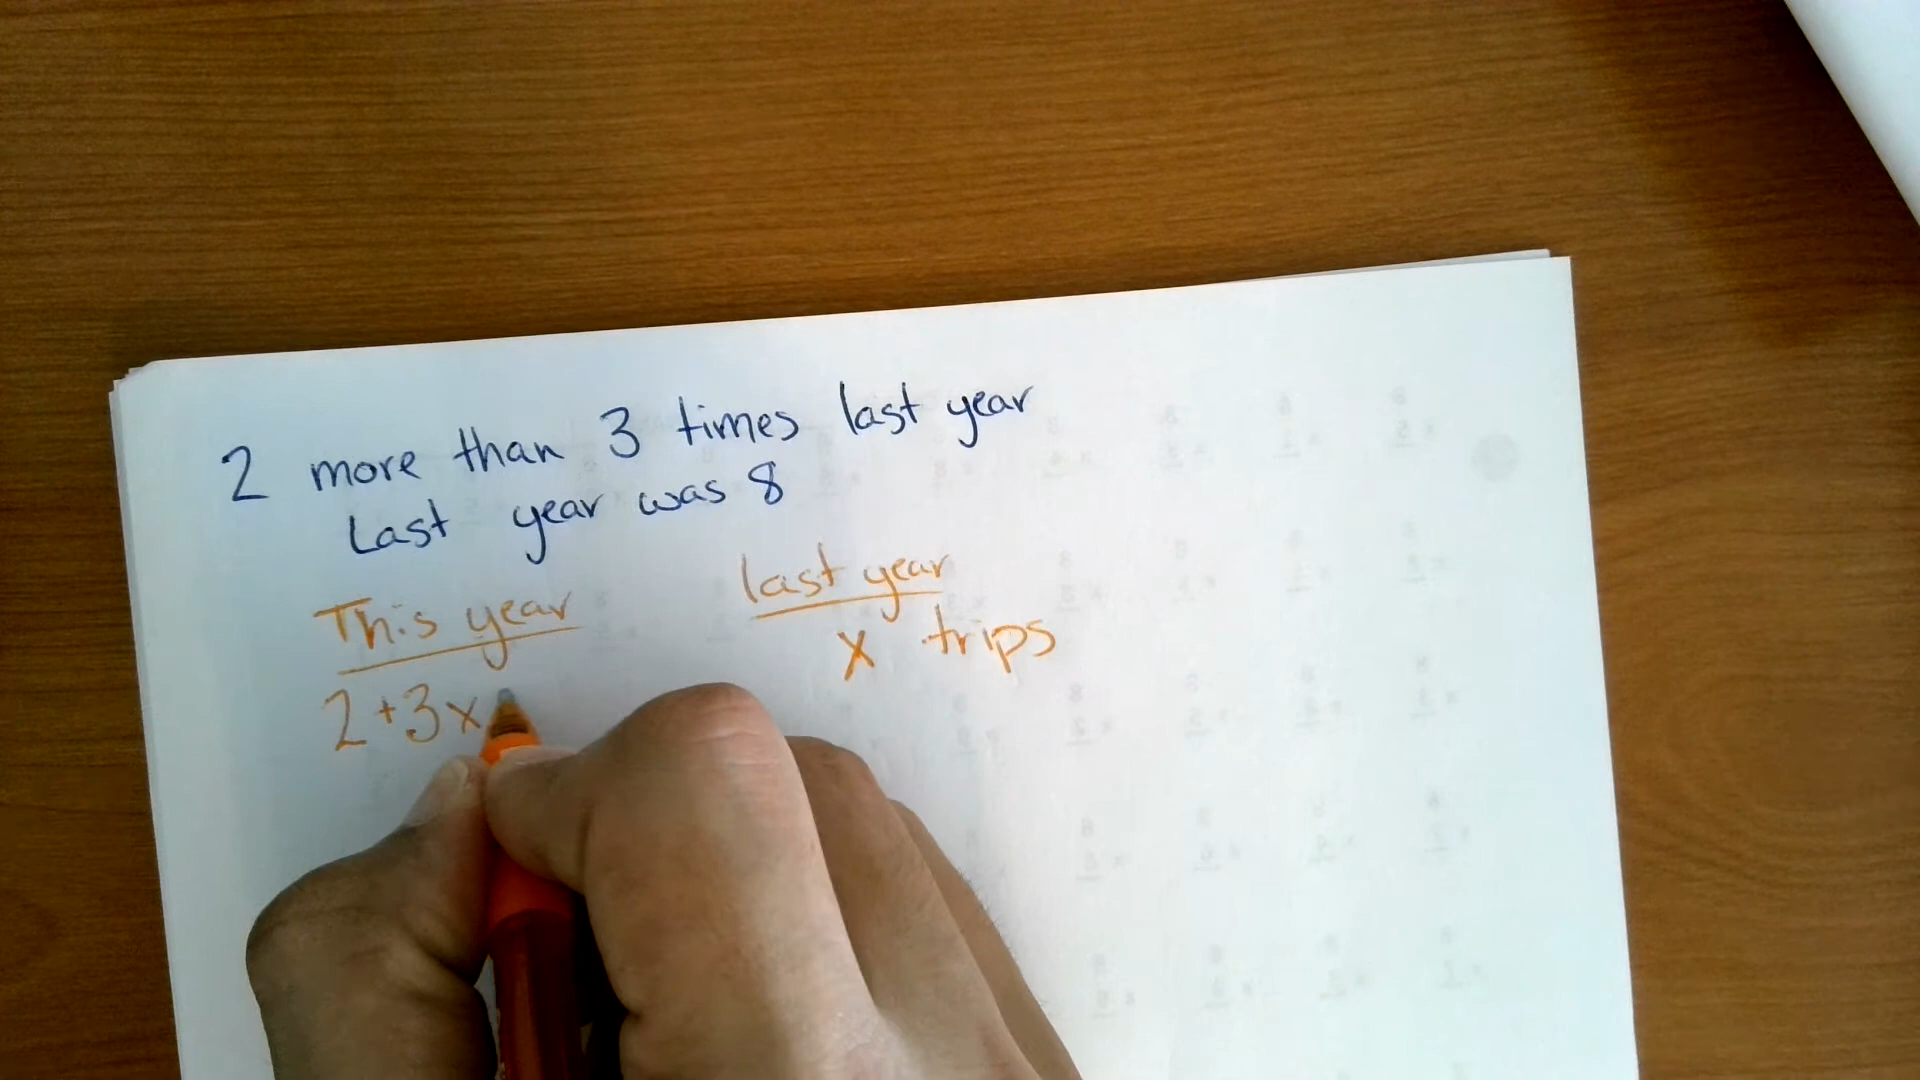 2 more than 3 times last year
Last year was 8
This year
last year
x trips
2+3x